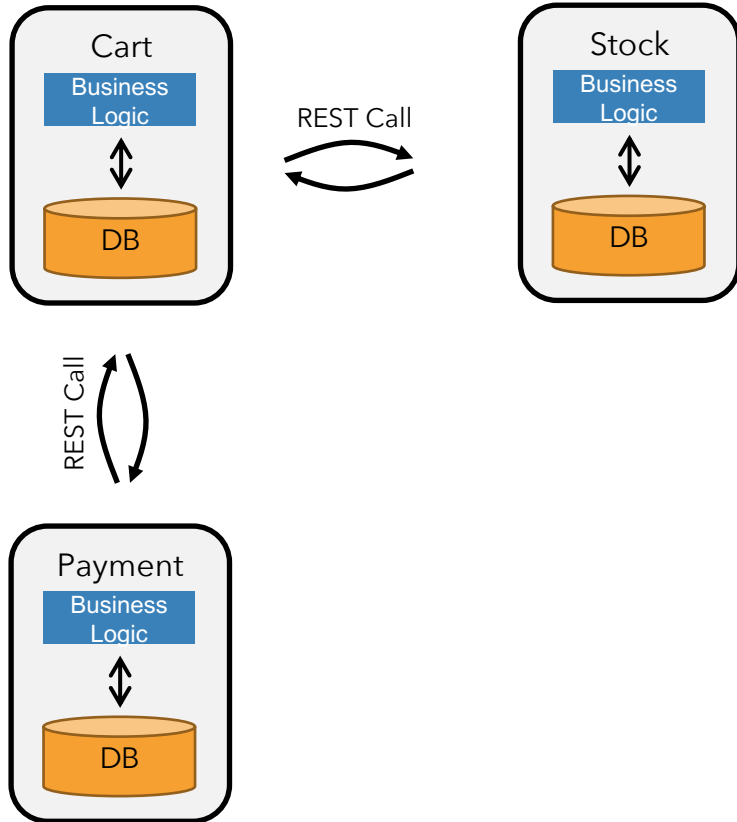 Cart
Business
Logic
DB
REST Call
Stock
Business
Logic
DB
REST Call
Payment
Business
Logic
DB